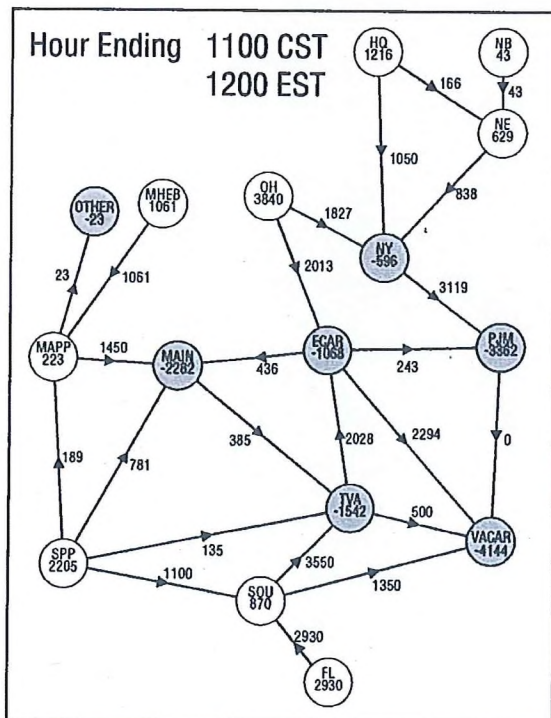 Hour Ending 1100 CST
1200 EST
HQ
1216
NB
43
166
43
NE
629
1050
838
OTHER
-23
MHEB
1061
OH
3840
1827
NY
-596
23
1061
2013
3119
MAPP
223
1450
MAIN
-2282
436
ECAR
-1068
243
PJM
-3362
189
781
385
2028
2294
0
TVA
-1542
500
VACAR
-4144
SPP
2205
135
3550
1100
SOU
870
1350
2930
FL
2930